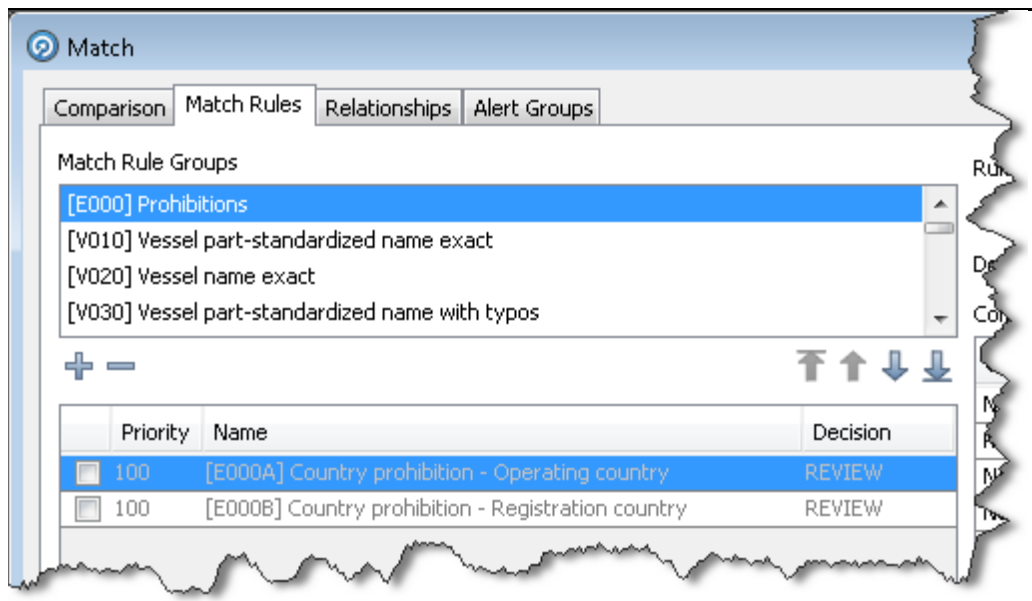 Match
Comparison Match Rules Relationships Alert Groups
Match Rule Groups
[E000] Prohibitions
[V010] Vessel part-standardized name exact
[V020] Vessel name exact
[V030] Vessel part-standardized name with typos
Priority Name Decision
100 [E000A] Country prohibition - Operating country REVIEW
100 [E000B] Country prohibition - Registration country REVIEW